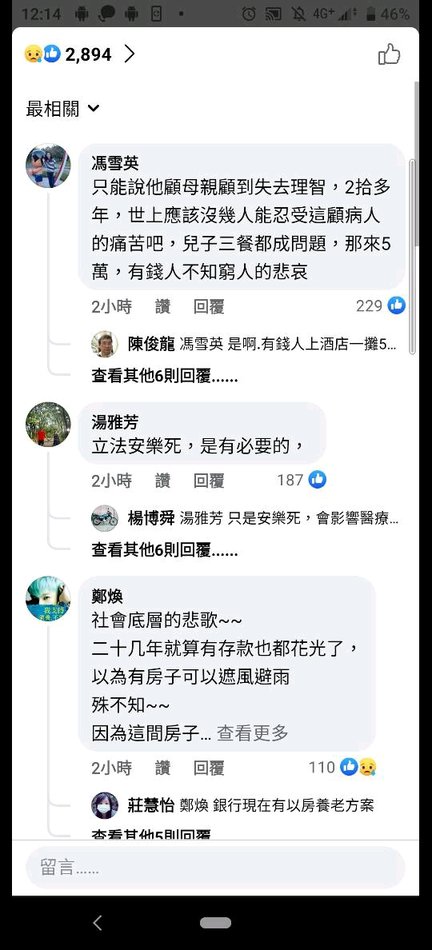 12:14
4G+
46%
2,894
最相關
馮雪英
只能說他顧母親顧到失去理智，2拾多
年，世上應該沒幾人能忍受這顧病人
的痛苦吧，兒子三餐都成問題，那來5
萬，有錢人不知窮人的悲哀
2小時 讚 回覆 229
陳俊龍 馮雪英 是啊.有錢人上酒店一攤5...
查看其他6則回覆......
湯雅芳
立法安樂死，是有必要的，
2小時 讚 回覆 187
楊博舜 湯雅芳 只是安樂死，會影響醫療...
查看其他6則回覆......
鄭煥
社會底層的悲歌~~
二十几年就算有存款也都花光了，
以為有房子可以遮風避雨
殊不知~~
因為這間房子... 查看更多
2小時 讚 回覆 110
莊慧怡 鄭煥 銀行現在有以房養老方案
查看其他5則回覆
留言......